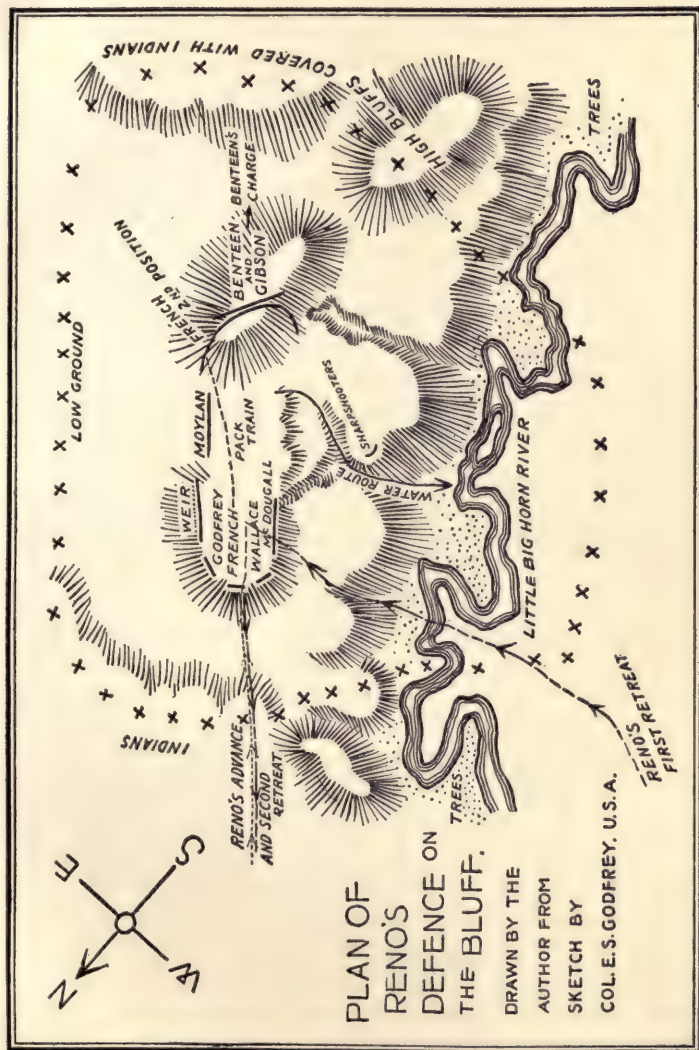 COVERED WITH INDIANS
HIGH BLUFFS
TREES
LOW GROUND
FRENCH
2ND POSITION
BENTEEN
AND
GIBSON
BENTEEN'S
CHARGE
MOYLAN
PACK
TRAIN
WEIR
GODFREY
FRENCH
WALLACE
McDOUGALL
SHARPSHOOTERS
WATER ROUTE
LITTLE BIG HORN RIVER
INDIANS
RENO'S ADVANCE
AND SECOND
RETREAT
TREES
RENO'S
FIRST RETREAT
N
E
S
W
PLAN OF
RENO'S
DEFENCE ON
THE BLUFF.
DRAWN BY THE
AUTHOR FROM
SKETCH BY
COL. E. S. GODFREY, U.S.A.